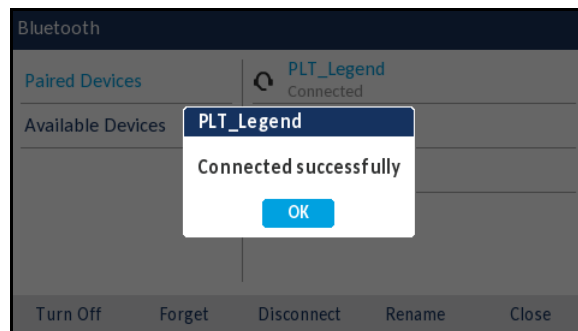 Bluetooth
Paired Devices
PLT_Legend
Connected
Available Devices
PLT_Legend
Connected successfully
OK
Turn Off Forget Disconnect Rename Close